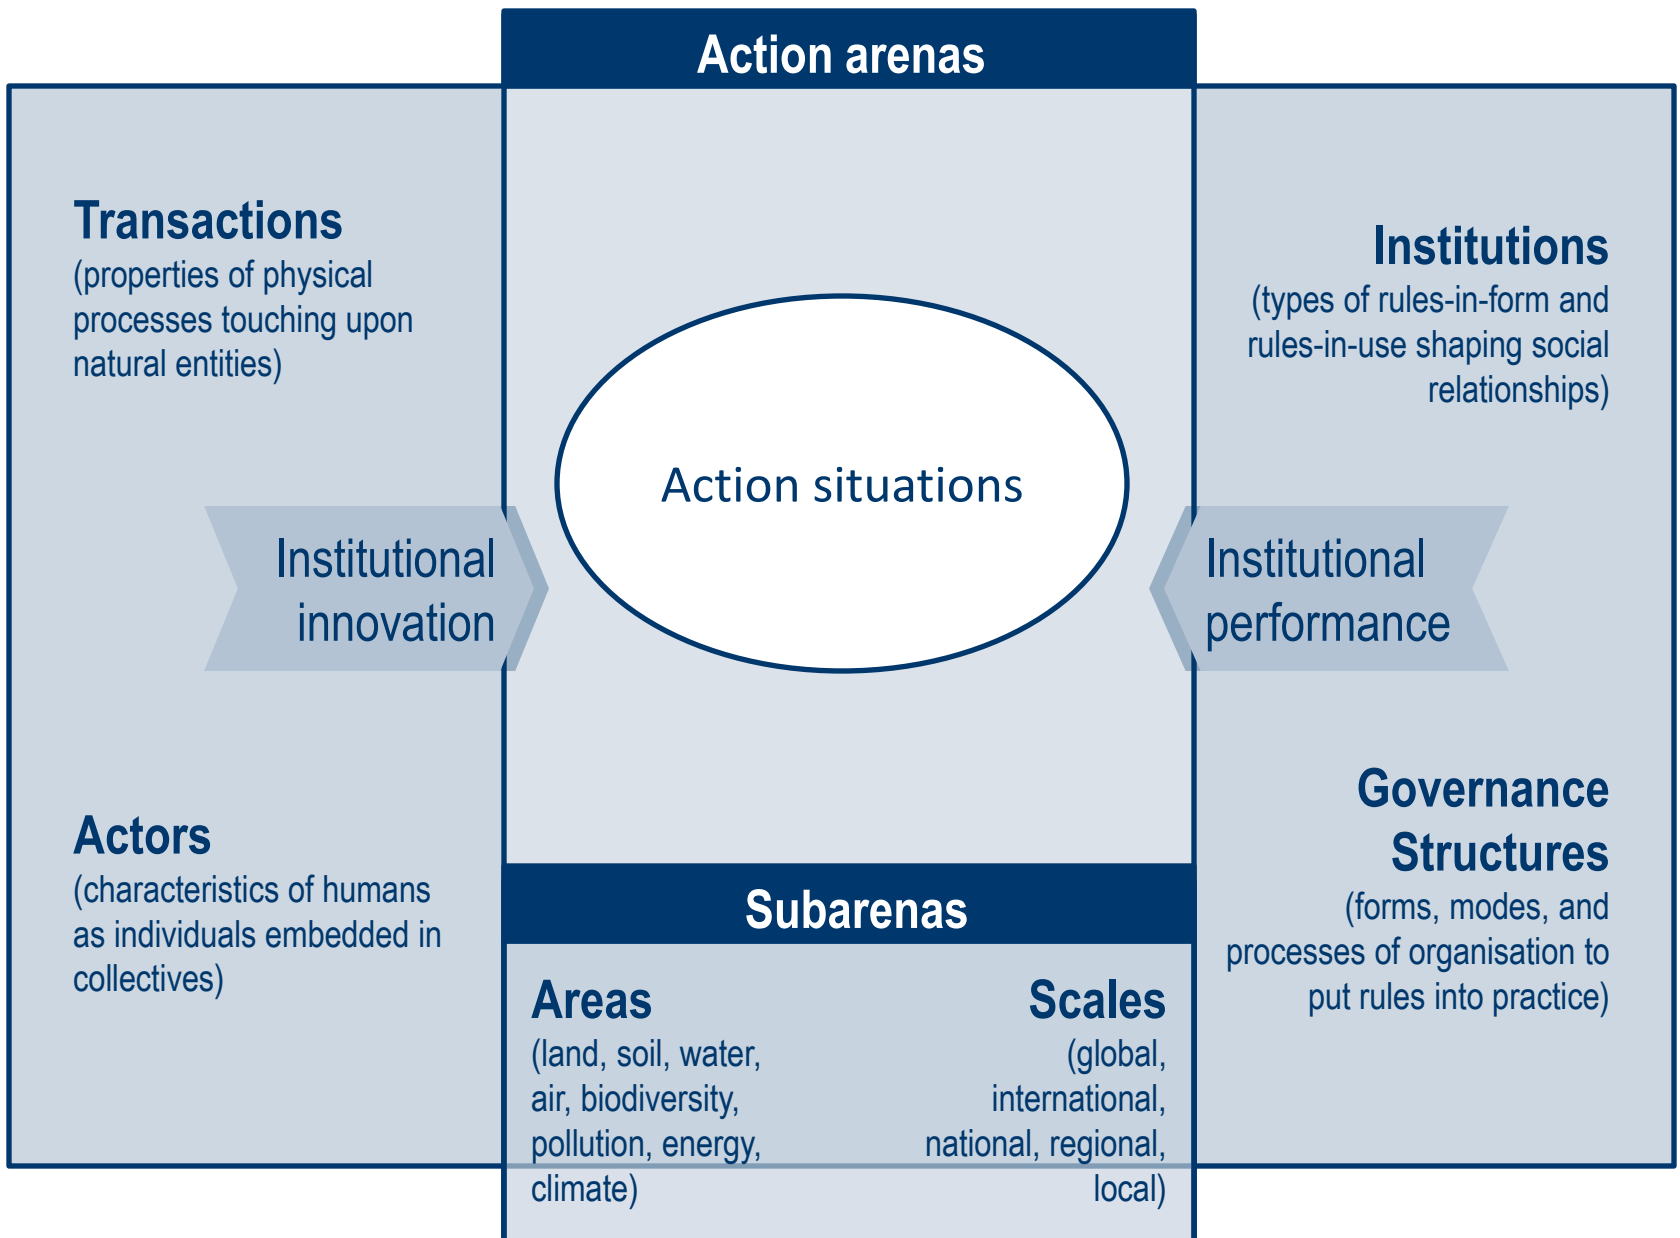 Action arenas
Transactions
(properties of physical
processes touching upon
natural entities)
Institutions
(types of rules-in-form and
rules-in-use shaping social
relationships)
Action situations
Institutional
innovation
Institutional
performance
Actors
(characteristics of humans
as individuals embedded in
collectives)
Governance
Structures
(forms, modes, and
processes of organisation to
put rules into practice)
Subarenas
Areas
(land, soil, water,
air, biodiversity,
pollution, energy,
climate)
Scales
(global,
international,
national, regional,
local)